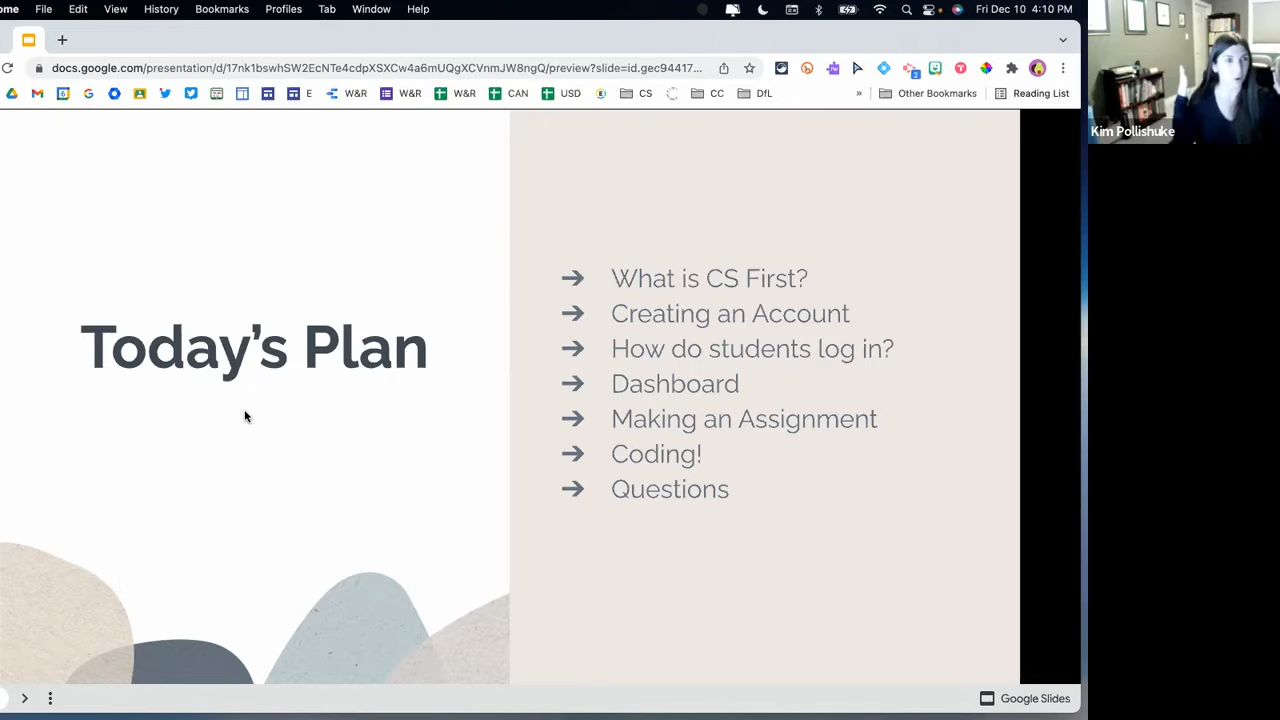 ome File Edit View History Bookmarks Profiles Tab Window Help Fri Dec 10 4:10 PM
docs.google.com/presentation/d/17nk1bswhSW2EcNTe4cdpXSXCw4a6mUQgXCVnmJW8ngQ/preview?slide=id.gec94417... 2
6 E W&R W&R W&R CAN USD CS CC DfL » Other Bookmarks Reading List
Kim Pollishuke
Today's Plan
➔ What is CS First?
➔ Creating an Account
➔ How do students log in?
➔ Dashboard
➔ Making an Assignment
➔ Coding!
➔ Questions
Google Slides